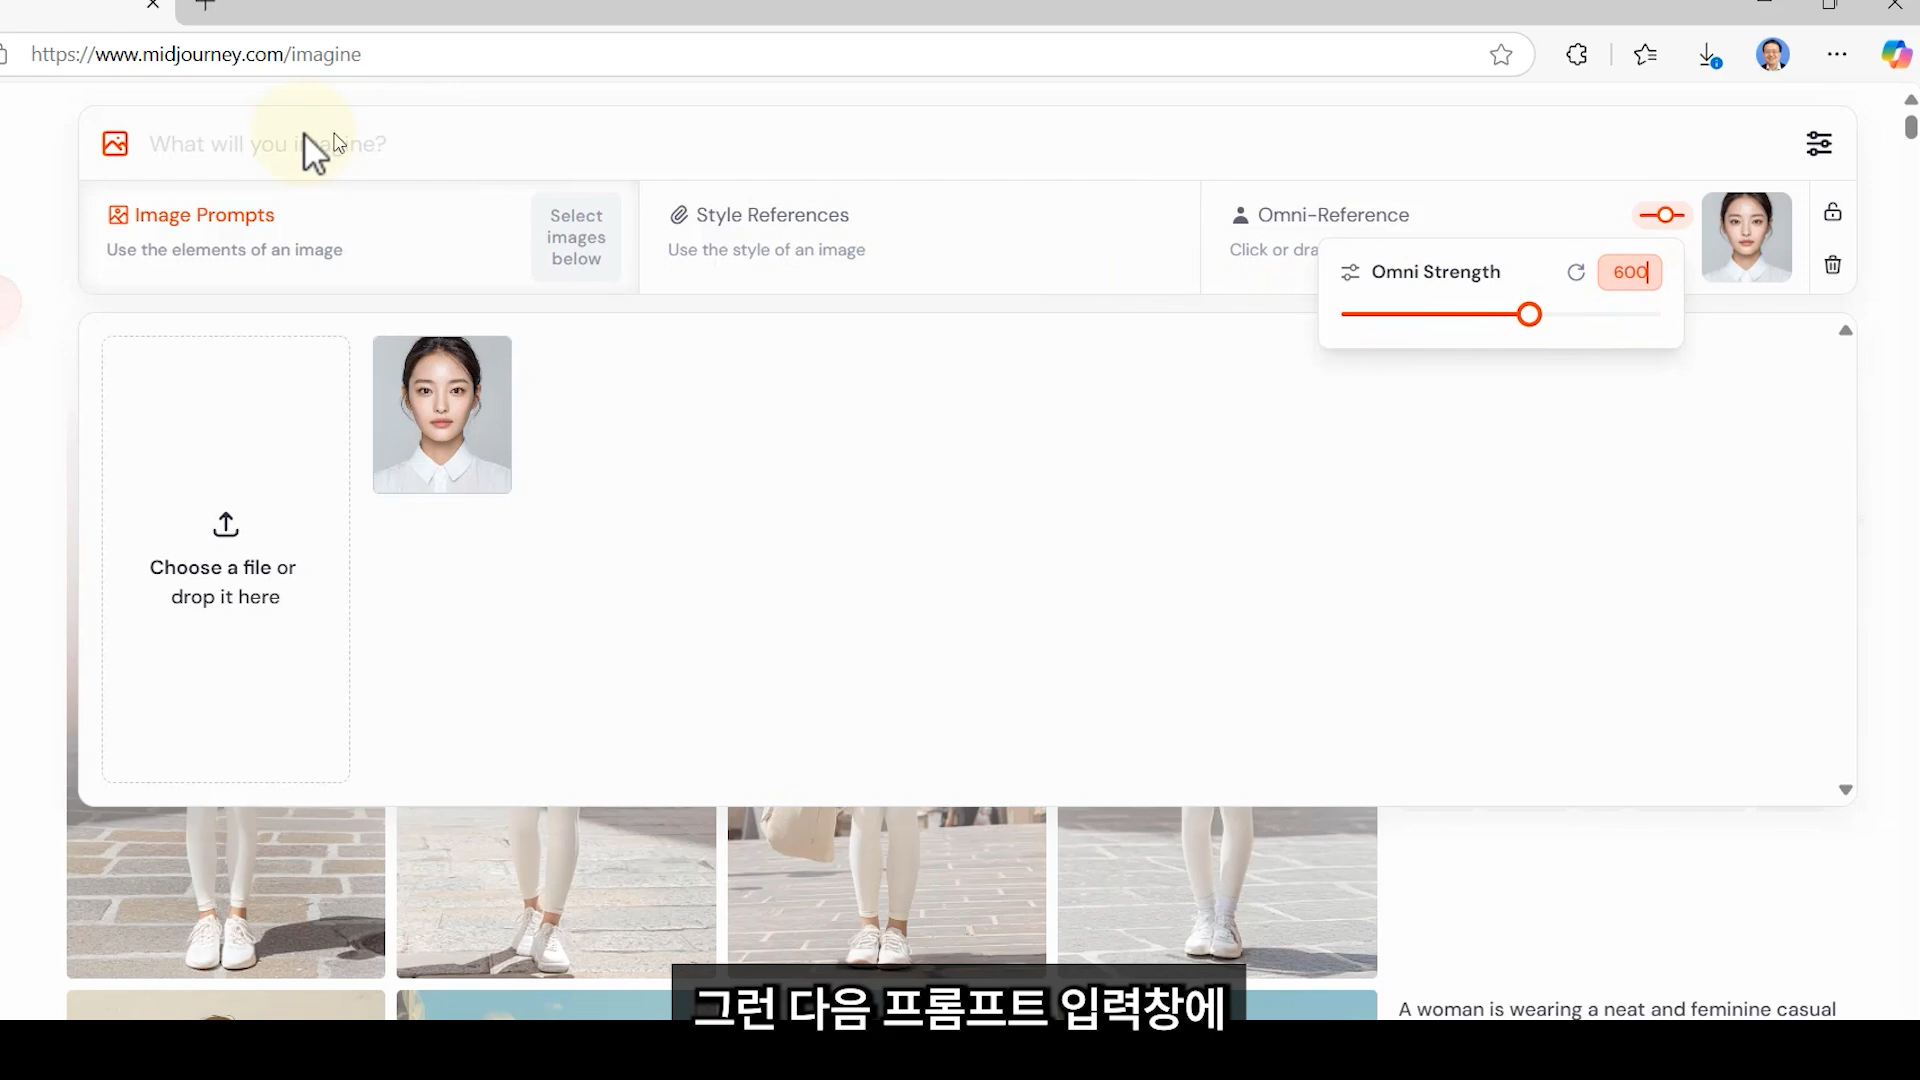 https://www.midjourney.com/imagine
What will you imagine?
Image Prompts
Use the elements of an image
Select
images
below
Style References
Use the style of an image
Omni-Reference
Click or dra
Omni Strength
600
Choose a file or
drop it here
A woman is wearing a neat and feminine casual
그런 다음 프롬프트 입력창에